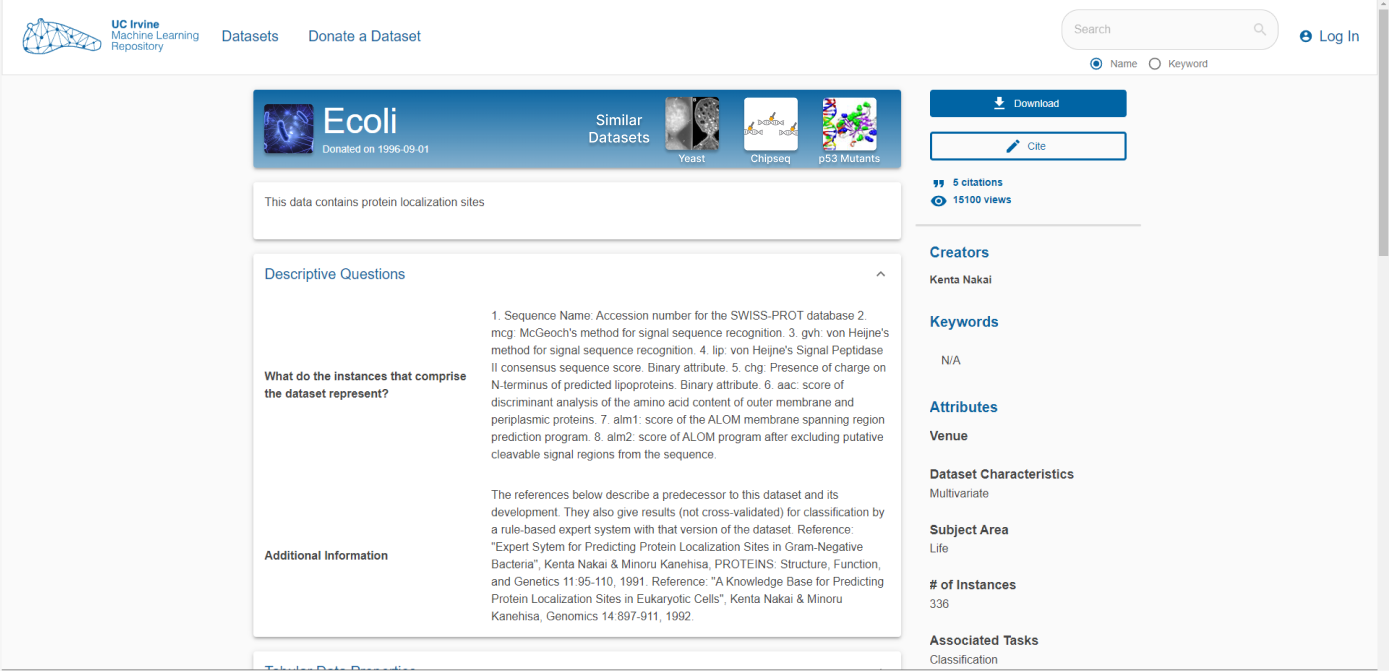 UC Irvine
Machine Learning
Repository
Datasets
Donate a Dataset
Search
Name
Keyword
Log In
Ecoli
Donated on 1996-09-01
Similar
Datasets
Yeast
Chipseq
p53 Mutants
This data contains protein localization sites
Descriptive Questions
What do the instances that comprise
the dataset represent?
1. Sequence Name: Accession number for the SWISS-PROT database 2.
mcg: McGeoch's method for signal sequence recognition. 3. gvh: von Heijne's
method for signal sequence recognition. 4. lip: von Heijne's Signal Peptidase
II consensus sequence score. Binary attribute. 5. chg: Presence of charge on
N-terminus of predicted lipoproteins. Binary attribute. 6. aac: score of
discriminant analysis of the amino acid content of outer membrane and
periplasmic proteins. 7. alm1: score of the ALOM membrane spanning region
prediction program. 8. alm2: score of ALOM program after excluding putative
cleavable signal regions from the sequence.
Additional Information
The references below describe a predecessor to this dataset and its
development. They also give results (not cross-validated) for classification by
a rule-based expert system with that version of the dataset. Reference:
"Expert Sytem for Predicting Protein Localization Sites in Gram-Negative
Bacteria", Kenta Nakai & Minoru Kanehisa, PROTEINS: Structure, Function,
and Genetics 11:95-110, 1991. Reference: "A Knowledge Base for Predicting
Protein Localization Sites in Eukaryotic Cells", Kenta Nakai & Minoru
Kanehisa, Genomics 14:897-911, 1992.
Tabular Data Properties
Download
Cite
5 citations
15100 views
Creators
Kenta Nakai
Keywords
N/A
Attributes
Venue
Dataset Characteristics
Multivariate
Subject Area
Life
# of Instances
336
Associated Tasks
Classification